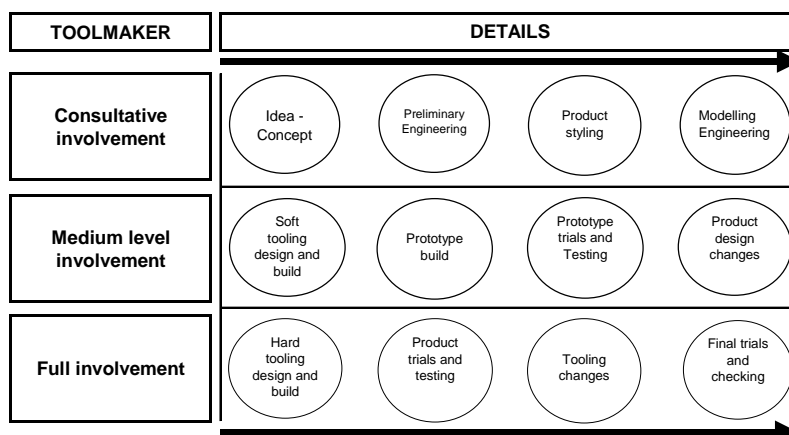 TOOLMAKER
DETAILS
Consultative
involvement
Idea -
Concept
Preliminary
Engineering
Product
styling
Modelling
Engineering
Medium level
involvement
Soft
tooling
design and
build
Prototype
build
Prototype
trials and
Testing
Product
design
changes
Full involvement
Hard
tooling
design and
build
Product
trials and
testing
Tooling
changes
Final trials
and
checking